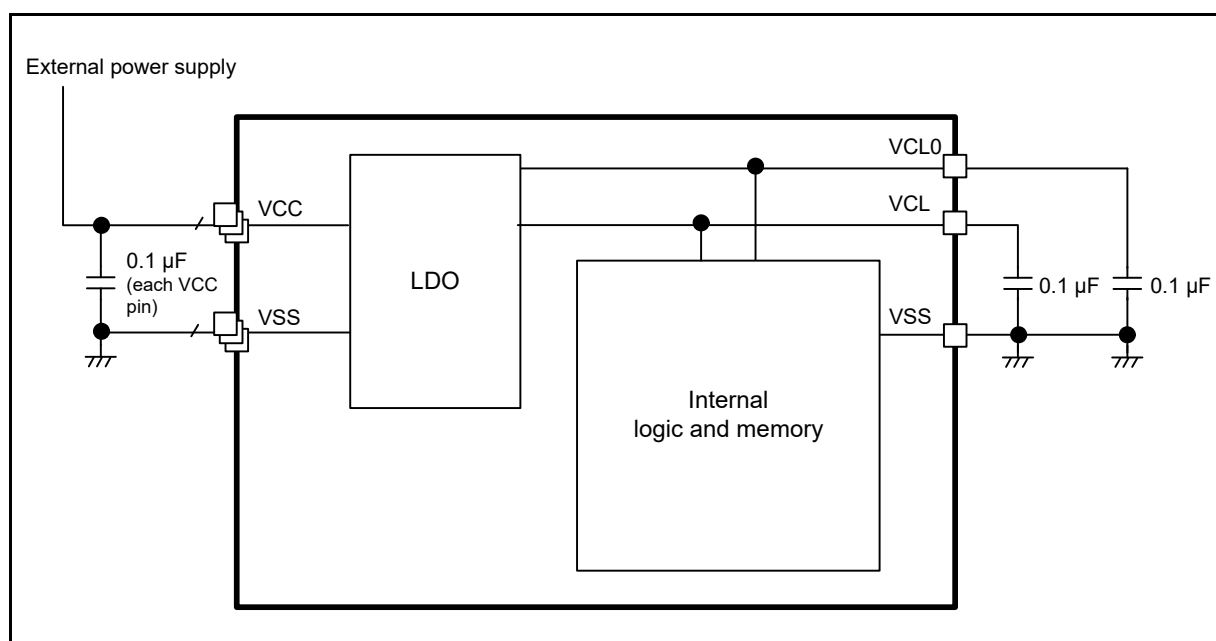 External power supply
VCL0
VCC
VCL
0.1 µF
(each VCC
pin)
LDO
0.1 µF
0.1 µF
VSS
VSS
Internal
logic and memory